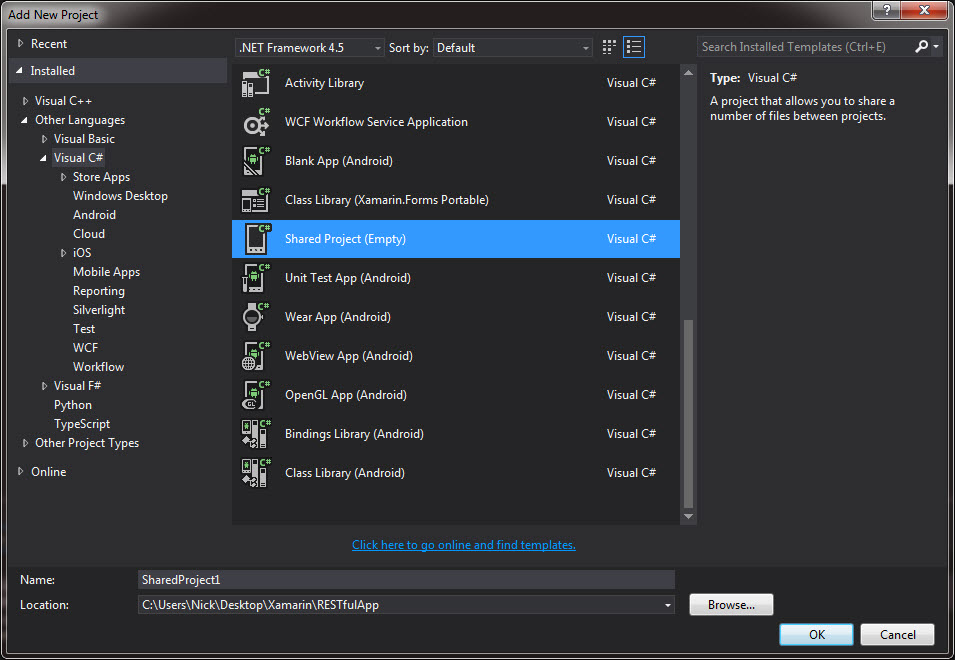 Add New Project
?
Recent
.NET Framework 4.5
Sort by:
Default
Search Installed Templates (Ctrl+E)
Installed
Visual C++
Other Languages
Visual Basic
Visual C#
Store Apps
Windows Desktop
Android
Cloud
iOS
Mobile Apps
Reporting
Silverlight
Test
WCF
Workflow
Visual F#
Python
TypeScript
Other Project Types
Online
C# Activity Library Visual C#
C# WCF Workflow Service Application Visual C#
C# Blank App (Android) Visual C#
C# Class Library (Xamarin.Forms Portable) Visual C#
C# Shared Project (Empty) Visual C#
C# Unit Test App (Android) Visual C#
C# Wear App (Android) Visual C#
C# WebView App (Android) Visual C#
C# GL OpenGL App (Android) Visual C#
C# Bindings Library (Android) Visual C#
C# Class Library (Android) Visual C#
Type: Visual C#
A project that allows you to share a
number of files between projects.
Click here to go online and find templates.
Name: SharedProject1
Location: C:\Users\Nick\Desktop\Xamarin\RESTfulApp
Browse...
OK
Cancel